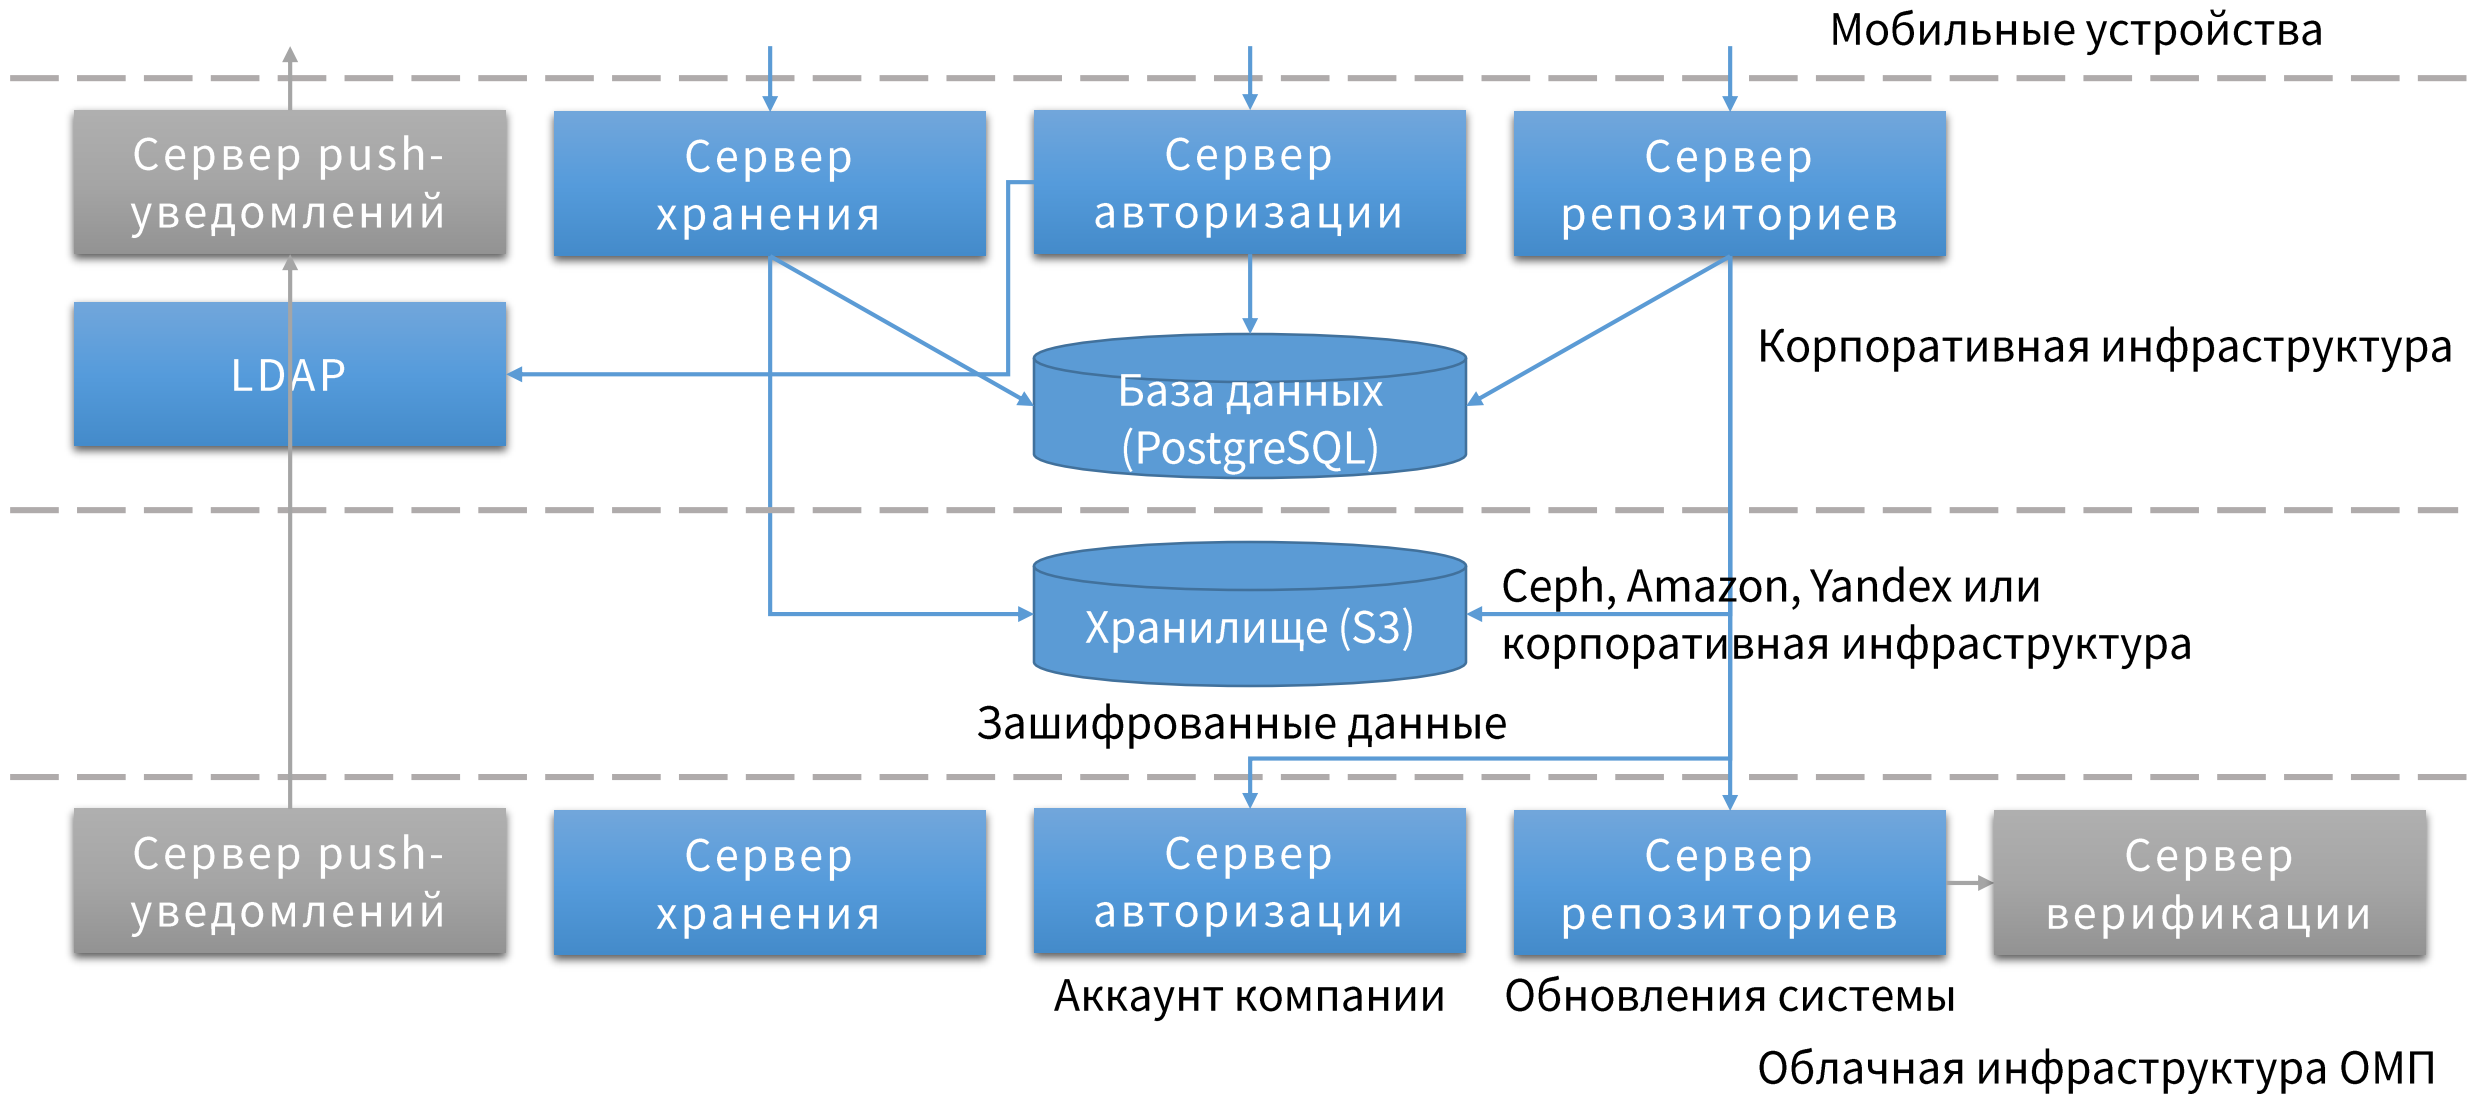 Мобильные устройства
Сервер push-
уведомлений
Сервер
хранения
Сервер
авторизации
Сервер
репозиториев
LDAP
База данных
(PostgreSQL)
Корпоративная инфраструктура
Хранилище (S3)
Ceph, Amazon, Yandex или
корпоративная инфраструктура
Зашифрованные данные
Сервер push-
уведомлений
Сервер
хранения
Сервер
авторизации
Сервер
репозиториев
Сервер
верификации
Аккаунт компании
Обновления системы
Облачная инфраструктура ОМП